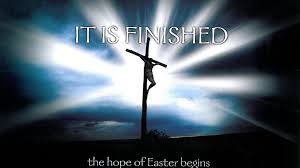 IT IS FINISHED
the hope of Easter begins